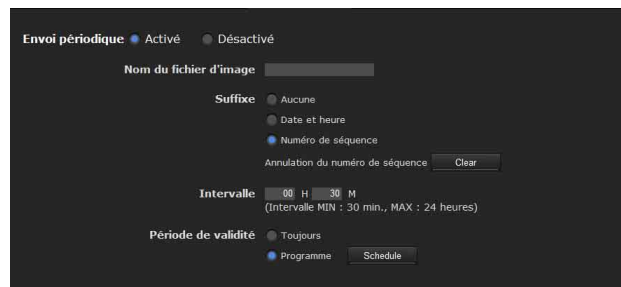 Envoi périodique Activé Désactivé
Nom du fichier d'image
Suffixe Aucune
Date et heure
Numéro de séquence
Annulation du numéro de séquence Clear
Intervalle 00 H 30 M
(Intervalle MIN : 30 min., MAX : 24 heures)
Période de validité Toujours
Programme Schedule